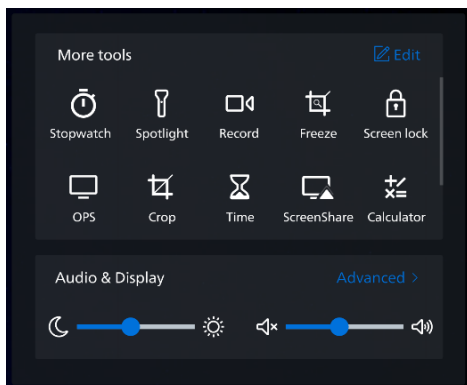 More tools
Edit
Stopwatch Spotlight Record Freeze Screen lock
OPS Crop Time ScreenShare Calculator
Audio & Display
Advanced >